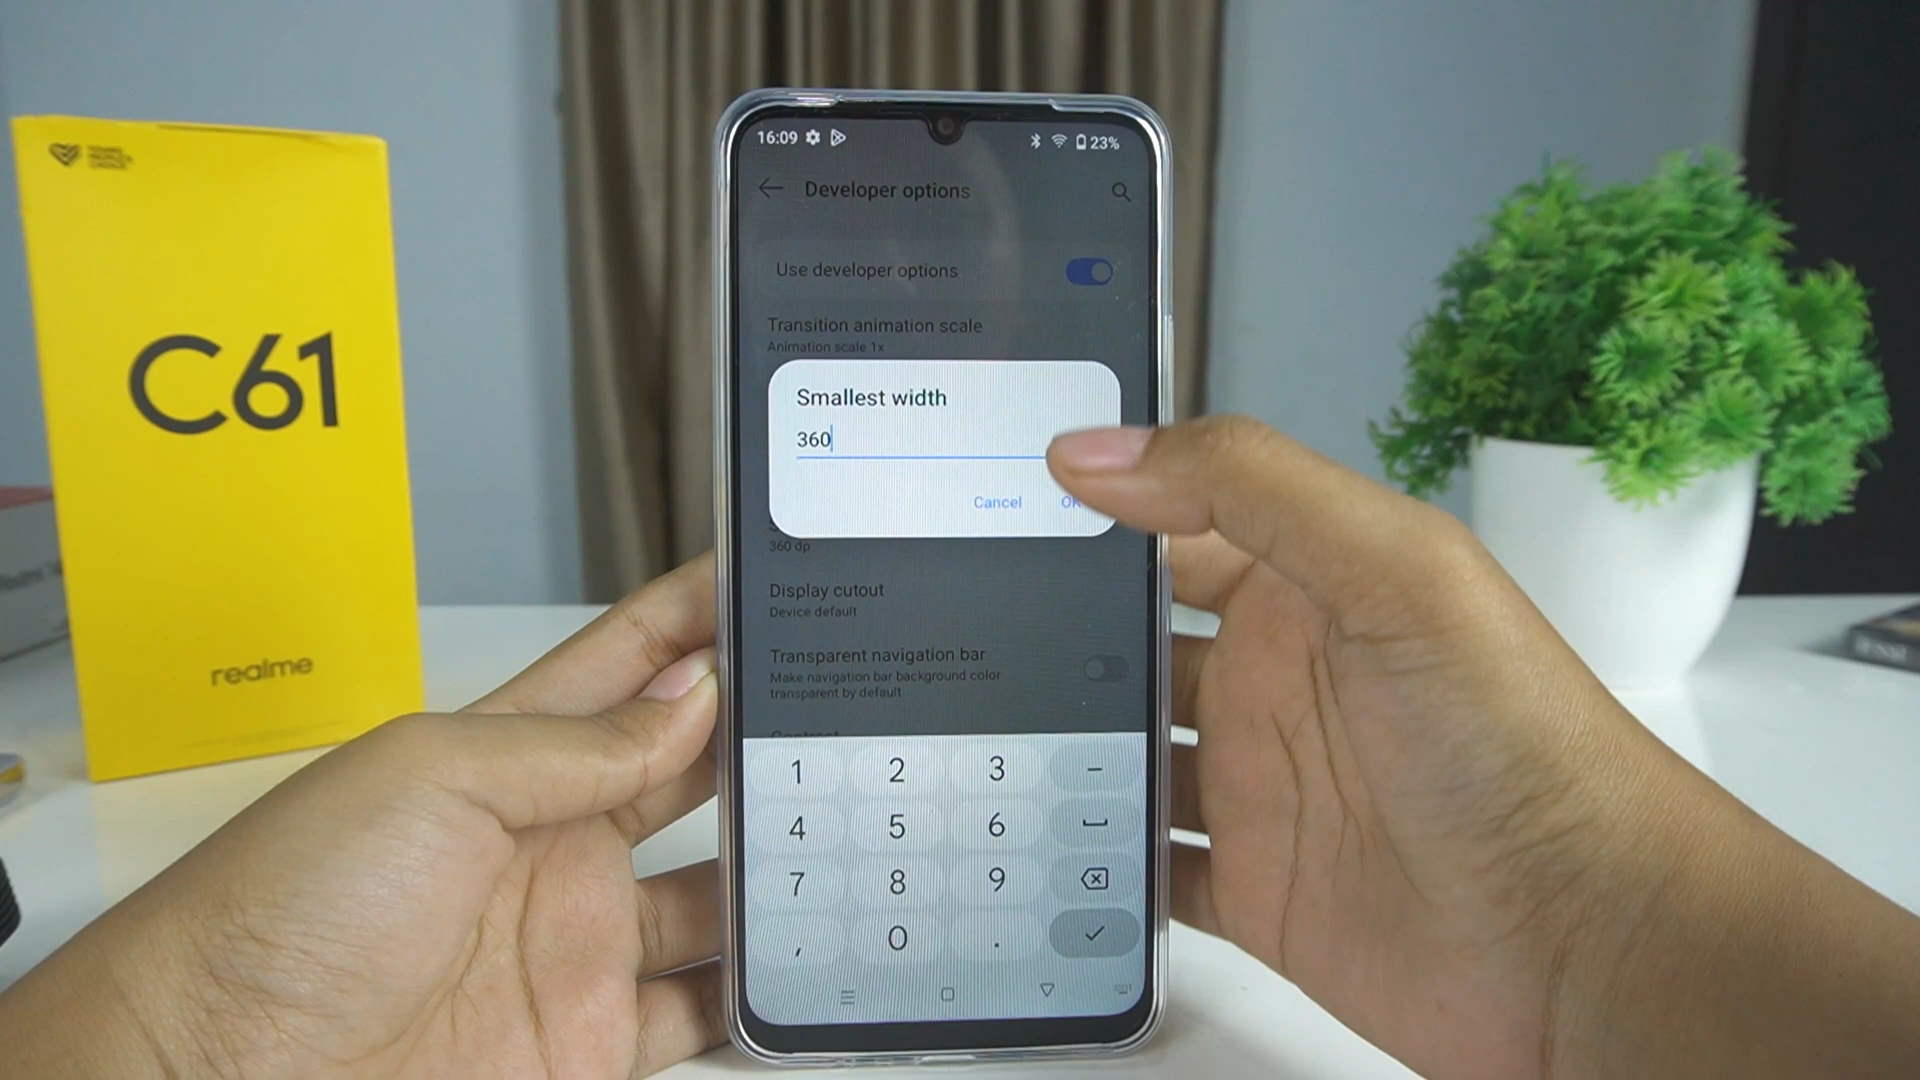 C61
realme
16:09
23%
Developer options
Use developer options
Transition animation scale
Animation scale 1x
Smallest width
360
Cancel
OK
360 dp
Display cutout
Device default
Transparent navigation bar
Make navigation bar background color
transparent by default
1 2 3 –
4 5 6
7 8 9
, 0 .